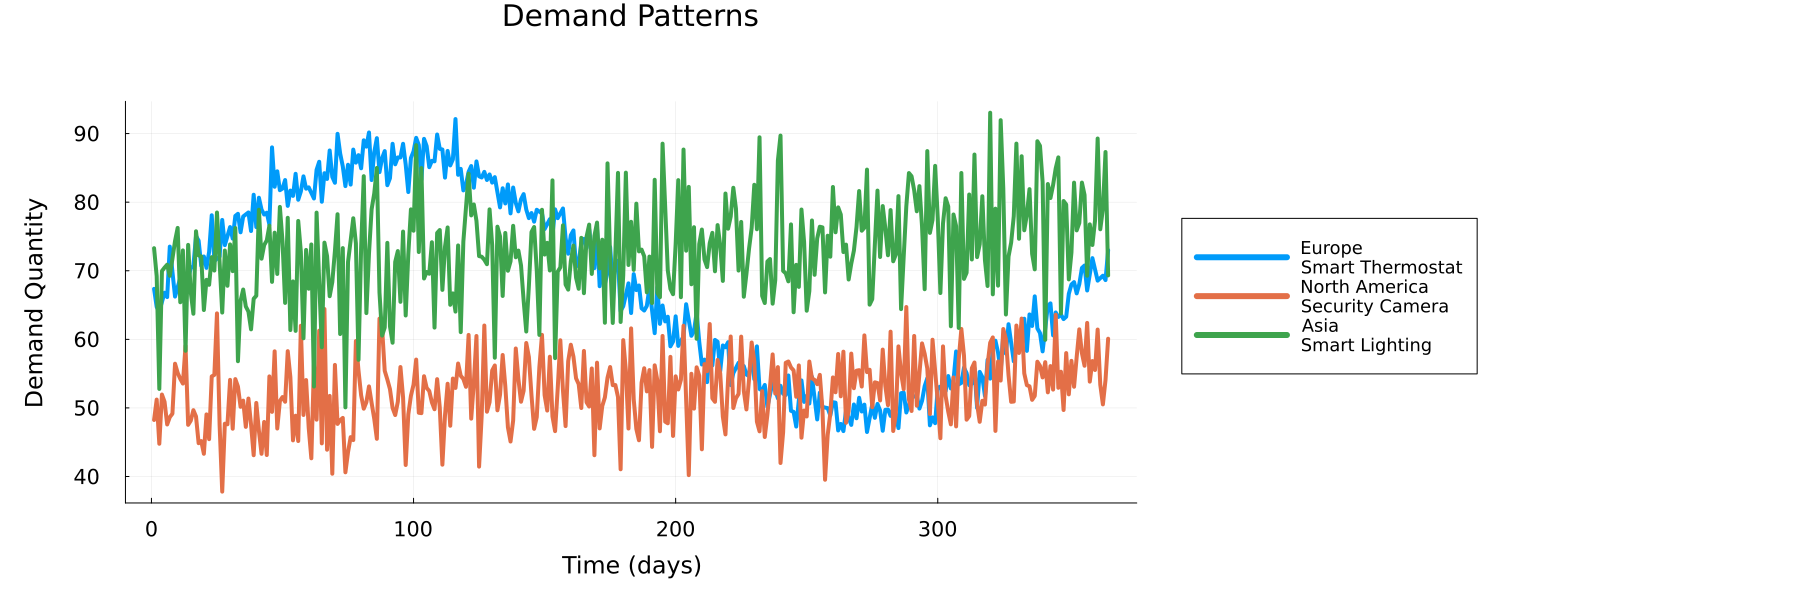 Demand Patterns
90
80
70
60
50
40
Demand Quantity
0
100
200
300
Time (days)
Europe
Smart Thermostat
North America
Security Camera
Asia
Smart Lighting